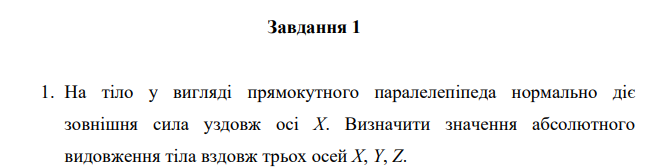 Завдання 1
1. На тіло у вигляді прямокутного паралелепіпеда нормально діє
зовнішня сила уздовж осі X. Визначити значення абсолютного
видовження тіла вздовж трьох осей X, Y, Z.